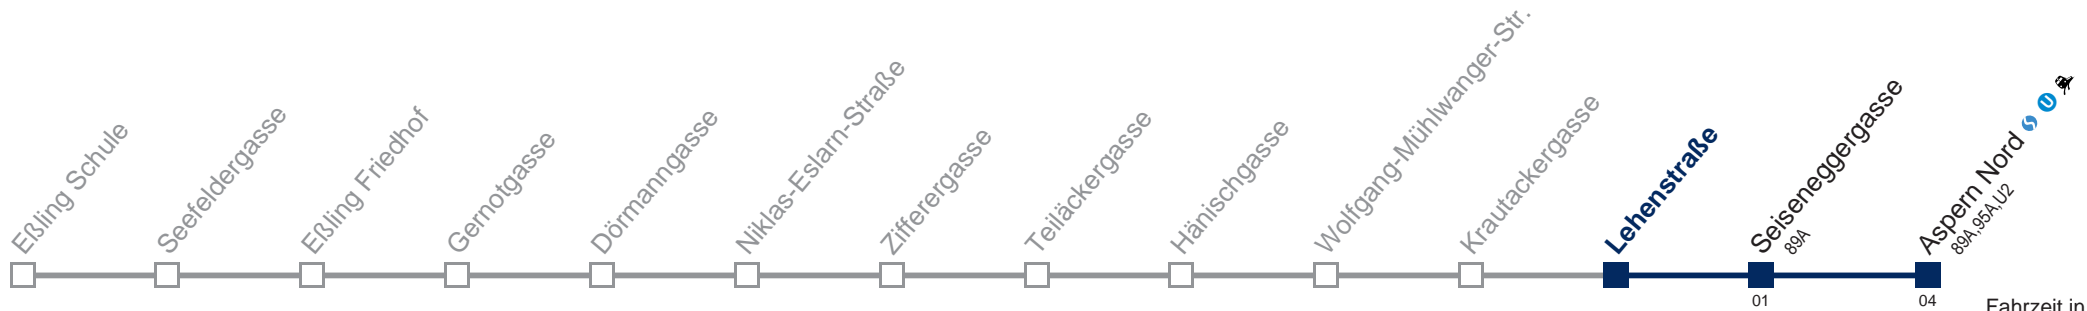 Eßling Schule
Seefeldergasse
Eßling Friedhof
Gernotgasse
Dörmanngasse
Niklas-Eslarn-Straße
Zifferergasse
Teiläckergasse
Hänischgasse
Wolfgang-Mühlwanger-Str.
Krautackergasse
Lehenstraße
Seiseneggergasse
89A
Aspern Nord S U
89A,95A,U2
01
04
Fahrzeit in